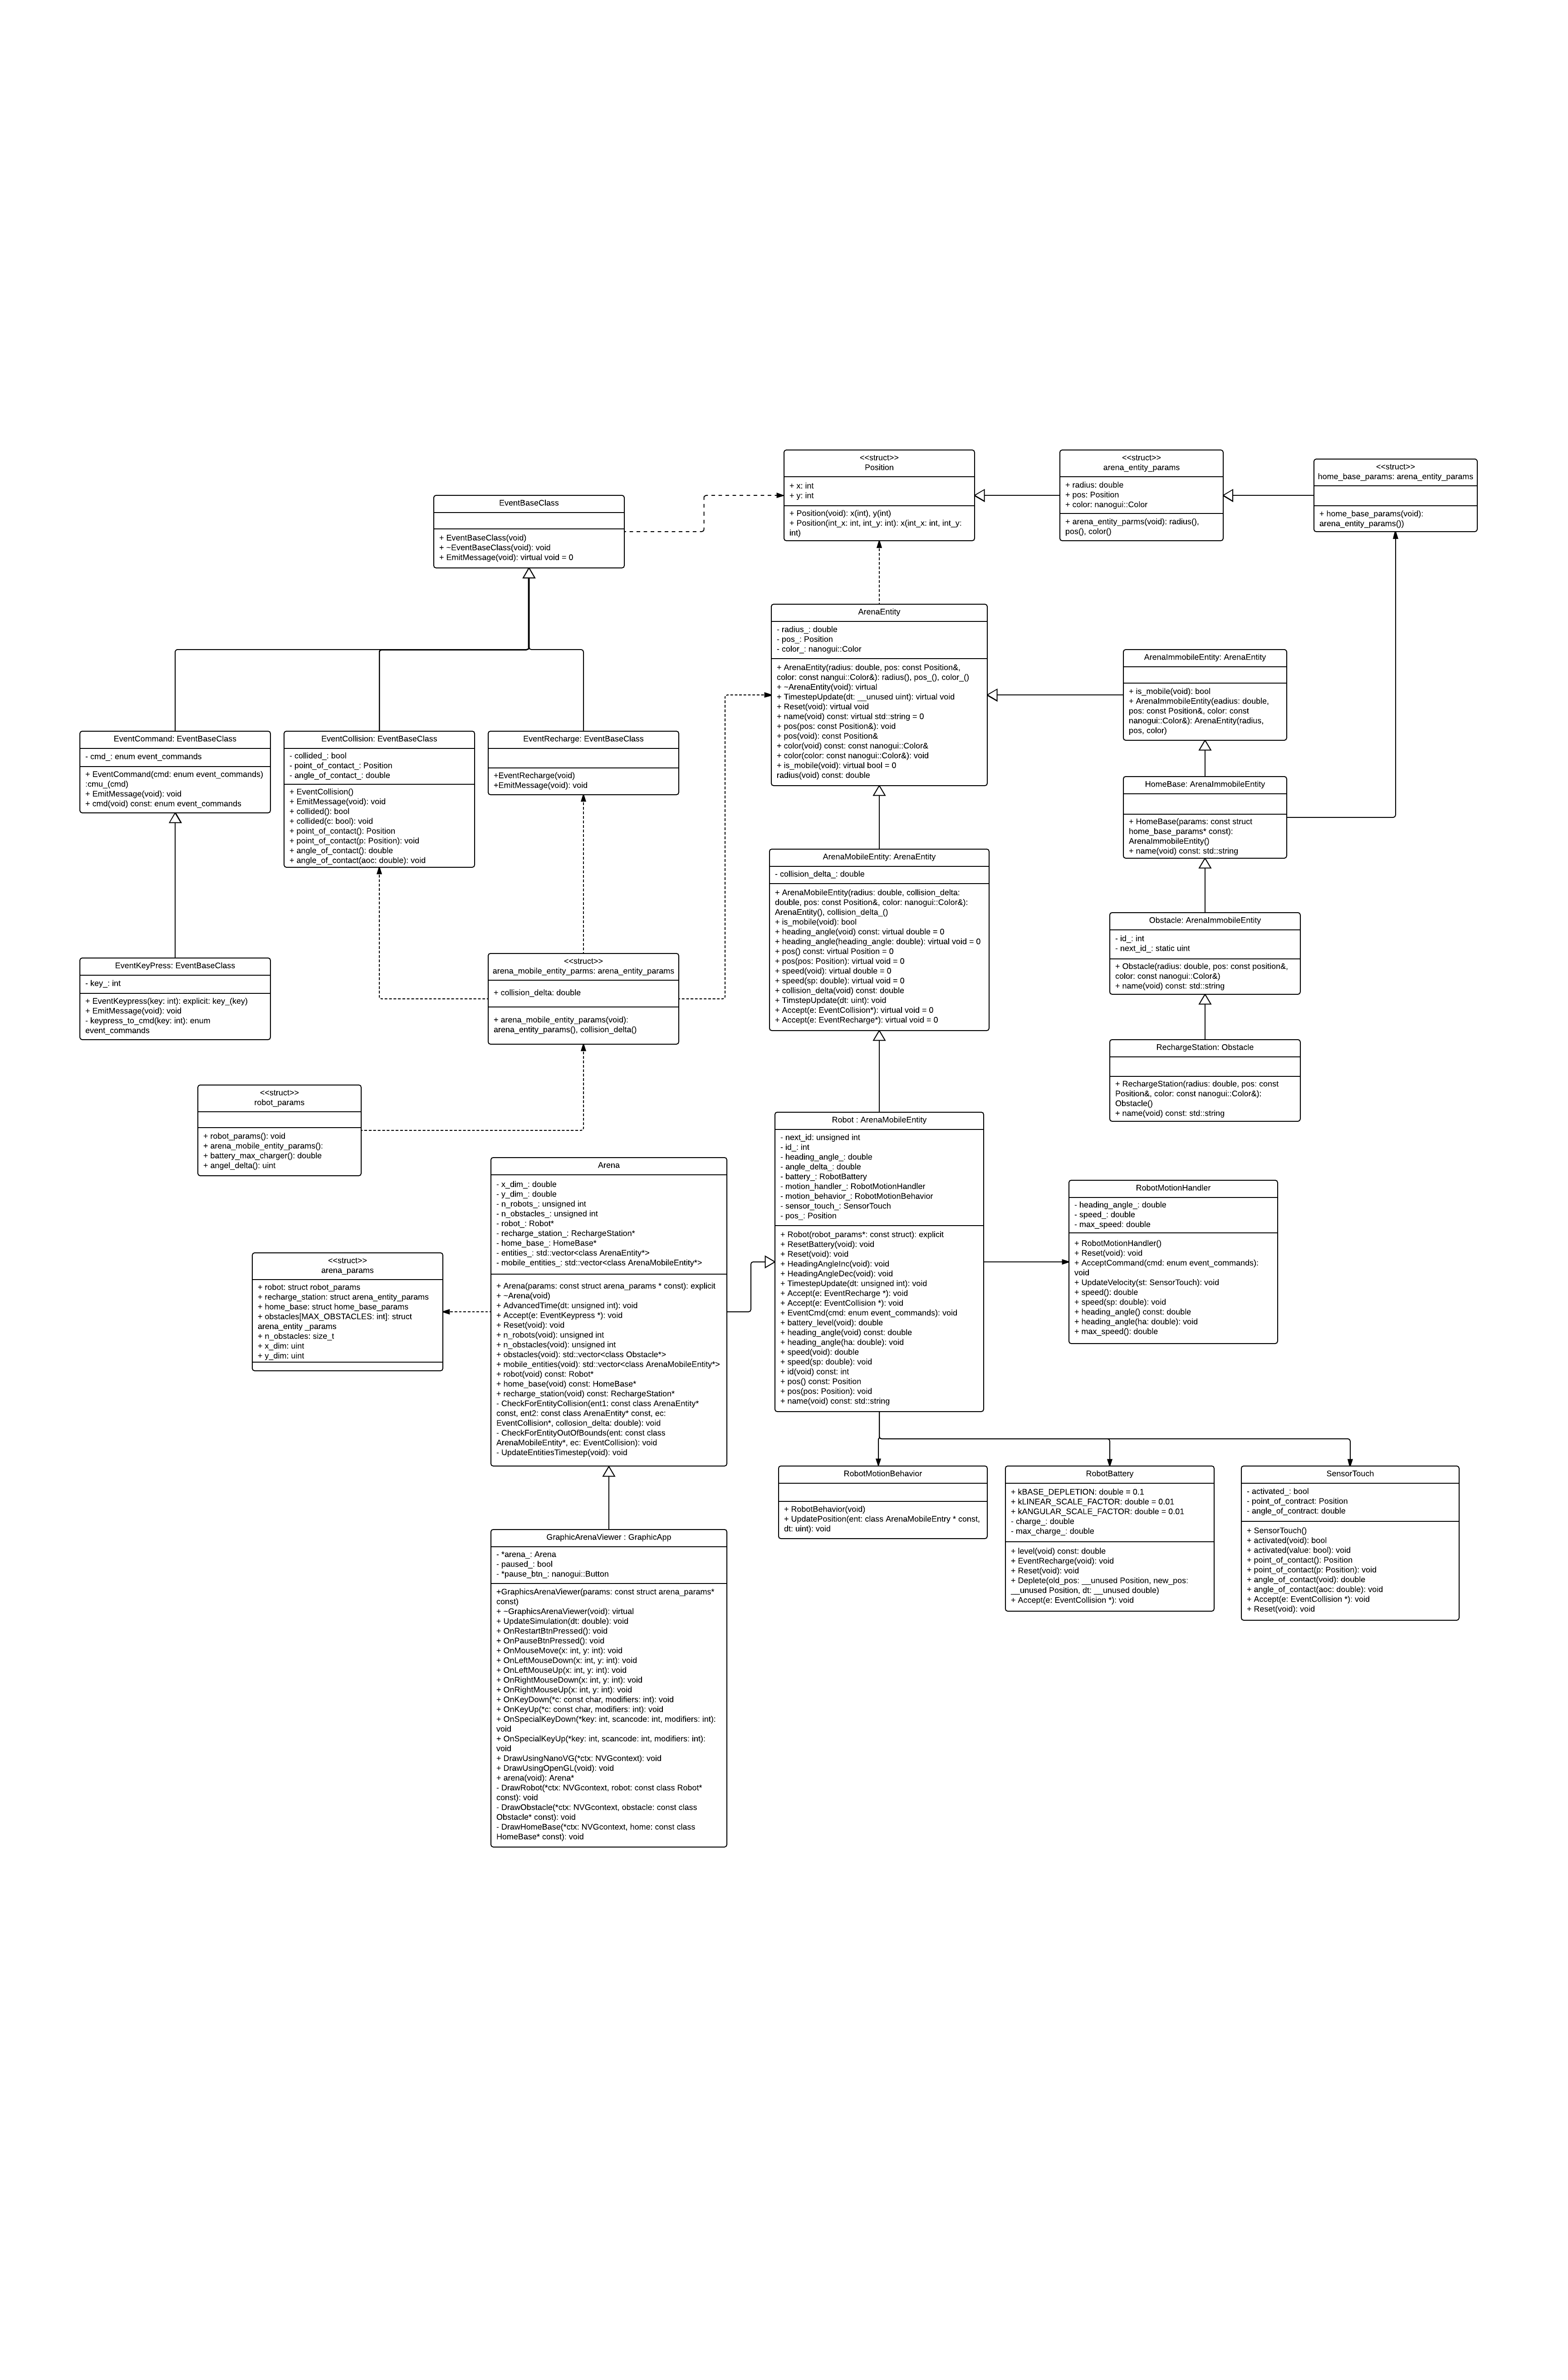 <<struct>>
Position
+ x: int
+ y: int
+ Position(void): x(int), y(int)
+ Position(int_x: int, int_y: int): x(int_x: int, int_y:
int)
<<struct>>
arena_entity_params
+ radius: double
+ pos: Position
+ color: nanogui::Color
+ arena_entity_parms(void): radius(),
pos(), color()
<<struct>>
home_base_params: arena_entity_params
+ home_base_params(void):
arena_entity_params())
EventBaseClass
+ EventBaseClass(void)
+ ~EventBaseClass(void): void
+ EmitMessage(void): virtual void = 0
ArenaEntity
- radius_: double
- pos_: Position
- color_: nanogui::Color
+ ArenaEntity(radius: double, pos: const Position&,
color: const nangui::Color&): radius(), pos_(), color_()
+ ~ArenaEntity(void): virtual
+ TimestepUpdate(dt: __unused uint): virtual void
+ Reset(void): virtual void
+ name(void) const: virtual std::string = 0
+ pos(pos: const Position&): void
+ pos(void): const Position&
+ color(void) const: const nanogui::Color&
+ color(color: const nanogui::Color&): void
+ is_mobile(void): virtual bool = 0
radius(void) const: double
ArenaImmobileEntity: ArenaEntity
+ is_mobile(void): bool
+ ArenaImmobileEntity(eadius: double,
pos: const Position&, color: const
nanogui::Color&): ArenaEntity(radius,
pos, color)
EventCommand: EventBaseClass
- cmd_: enum event_commands
+ EventCommand(cmd: enum event_commands)
:cmu_(cmd)
+ EmitMessage(void): void
+ cmd(void) const: enum event_commands
EventCollision: EventBaseClass
- collided_: bool
- point_of_contact_: Position
- angle_of_contact_: double
+ EventCollision()
+ EmitMessage(void): void
+ collided(): bool
+ collided(c: bool): void
+ point_of_contact(): Position
+ point_of_contact(p: Position): void
+ angle_of_contact(): double
+ angle_of_contact(aoc: double): void
EventRecharge: EventBaseClass
+EventRecharge(void)
+EmitMessage(void): void
HomeBase: ArenaImmobileEntity
+ HomeBase(params: const struct
home_base_params* const):
ArenaImmobileEntity()
+ name(void) const: std::string
ArenaMobileEntity: ArenaEntity
- collision_delta_: double
+ ArenaMobileEntity(radius: double, collision_delta:
double, pos: const Position&, color: nanogui::Color&):
ArenaEntity(), collision_delta_()
+ is_mobile(void): bool
+ heading_angle(void) const: virtual double = 0
+ heading_angle(heading_angle: double): virtual void = 0
+ pos() const: virtual Position = 0
+ pos(pos: Position): virtual void = 0
+ speed(void): virtual double = 0
+ speed(sp: double): virtual void = 0
+ collision_delta(void) const: double
+ TimstepUpdate(dt: uint): void
+ Accept(e: EventCollision*): virtual void = 0
+ Accept(e: EventRecharge*): virtual void = 0
Obstacle: ArenaImmobileEntity
- id_: int
- next_id_: static uint
+ Obstacle(radius: double, pos: const position&,
color: const nanogui::Color&)
+ name(void) const: std::string
EventKeyPress: EventBaseClass
- key_: int
+ EventKeypress(key: int): explicit: key_(key)
+ EmitMessage(void): void
- keypress_to_cmd(key: int): enum
event_commands
<<struct>>
arena_mobile_entity_parms: arena_entity_params
+ collision_delta: double
+ arena_mobile_entity_params(void):
arena_entity_params(), collision_delta()
RechargeStation: Obstacle
+ RechargeStation(radius: double, pos: const
Position&, color: const nanogui::Color&):
Obstacle()
+ name(void) const: std::string
<<struct>>
robot_params
+ robot_params(): void
+ arena_mobile_entity_params():
+ battery_max_charger(): double
+ angel_delta(): uint
Robot : ArenaMobileEntity
- next_id: unsigned int
- id_: int
- heading_angle_: double
- angle_delta_: double
- battery_: RobotBattery
- motion_handler_: RobotMotionHandler
- motion_behavior_: RobotMotionBehavior
- sensor_touch_: SensorTouch
- pos_: Position
+ Robot(robot_params*: const struct): explicit
+ ResetBattery(void): void
+ Reset(void): void
+ HeadingAngleInc(void): void
+ HeadingAngleDec(void): void
+ TimestepUpdate(dt: unsigned int): void
+ Accept(e: EventRecharge *): void
+ Accept(e: EventCollision *): void
+ EventCmd(cmd: enum event_commands): void
+ battery_level(void): double
+ heading_angle(void) const: double
+ heading_angle(ha: double): void
+ speed(void): double
+ speed(sp: double): void
+ id(void) const: int
+ pos() const: Position
+ pos(pos: Position): void
+ name(void) const: std::string
Arena
- x_dim_: double
- y_dim_: double
- n_robots_: unsigned int
- n_obstacles_: unsigned int
- robot_: Robot*
- recharge_station_: RechargeStation*
- home_base_: HomeBase*
- entities_: std::vector<class ArenaEntity*>
- mobile_entities_: std::vector<class ArenaMobileEntity*>
+ Arena(params: const struct arena_params * const): explicit
+ ~Arena(void)
+ AdvancedTime(dt: unsigned int): void
+ Accept(e: EventKeypress *): void
+ Reset(void): void
+ n_robots(void): unsigned int
+ n_obstacles(void): unsigned int
+ obstacles(void): std::vector<class Obstacle*>
+ mobile_entities(void): std::vector<class ArenaMobileEntity*>
+ robot(void) const: Robot*
+ home_base(void) const: HomeBase*
+ recharge_station(void) const: RechargeStation*
- CheckForEntityCollision(ent1: const class ArenaEntity*
const, ent2: const class ArenaEntity* const, ec:
EventCollision*, collosion_delta: double): void
- CheckForEntityOutOfBounds(ent: const class
ArenaMobileEntity*, ec: EventCollision): void
- UpdateEntitiesTimestep(void): void
RobotMotionHandler
- heading_angle_: double
- speed_: double
- max_speed: double
+ RobotMotionHandler()
+ Reset(void): void
+ AcceptCommand(cmd: enum event_commands):
void
+ UpdateVelocity(st: SensorTouch): void
+ speed(): double
+ speed(sp: double): void
+ heading_angle() const: double
+ heading_angle(ha: double): void
+ max_speed(): double
<<struct>>
arena_params
+ robot: struct robot_params
+ recharge_station: struct arena_entity_params
+ home_base: struct home_base_params
+ obstacles[MAX_OBSTACLES: int]: struct
arena_entity _params
+ n_obstacles: size_t
+ x_dim: uint
+ y_dim: uint
RobotMotionBehavior
+ RobotBehavior(void)
+ UpdatePosition(ent: class ArenaMobileEntry * const,
dt: uint): void
RobotBattery
+ kBASE_DEPLETION: double = 0.1
+ kLINEAR_SCALE_FACTOR: double = 0.01
+ kANGULAR_SCALE_FACTOR: double = 0.01
- charge_: double
- max_charge_: double
+ level(void) const: double
+ EventRecharge(void): void
+ Reset(void): void
+ Deplete(old_pos: __unused Position, new_pos:
__unused Position, dt: __unused double)
+ Accept(e: EventCollision *): void
SensorTouch
- activated_: bool
- point_of_contract: Position
- angle_of_contract: double
+ SensorTouch()
+ activated(void): bool
+ activated(value: bool): void
+ point_of_contact(): Position
+ point_of_contact(p: Position): void
+ angle_of_contact(void): double
+ angle_of_contact(aoc: double): void
+ Accept(e: EventCollision *): void
+ Reset(void): void
GraphicArenaViewer : GraphicApp
- *arena_: Arena
- paused_: bool
- *pause_btn_: nanogui::Button
+GraphicsArenaViewer(params: const struct arena_params*
const)
+ ~GraphicsArenaViewer(void): virtual
+ UpdateSimulation(dt: double): void
+ OnRestartBtnPressed(): void
+ OnPauseBtnPressed(): void
+ OnMouseMove(x: int, y: int): void
+ OnLeftMouseDown(x: int, y: int): void
+ OnLeftMouseUp(x: int, y: int): void
+ OnRightMouseDown(x: int, y: int): void
+ OnRightMouseUp(x: int, y: int): void
+ OnKeyDown(*c: const char, modifiers: int): void
+ OnKeyUp(*c: const char, modifiers: int): void
+ OnSpecialKeyDown(*key: int, scancode: int, modifiers: int):
void
+ OnSpecialKeyUp(*key: int, scancode: int, modifiers: int):
void
+ DrawUsingNanoVG(*ctx: NVGcontext): void
+ DrawUsingOpenGL(void): void
+ arena(void): Arena*
- DrawRobot(*ctx: NVGcontext, robot: const class Robot*
const): void
- DrawObstacle(*ctx: NVGcontext, obstacle: const class
Obstacle* const): void
- DrawHomeBase(*ctx: NVGcontext, home: const class
HomeBase* const): void